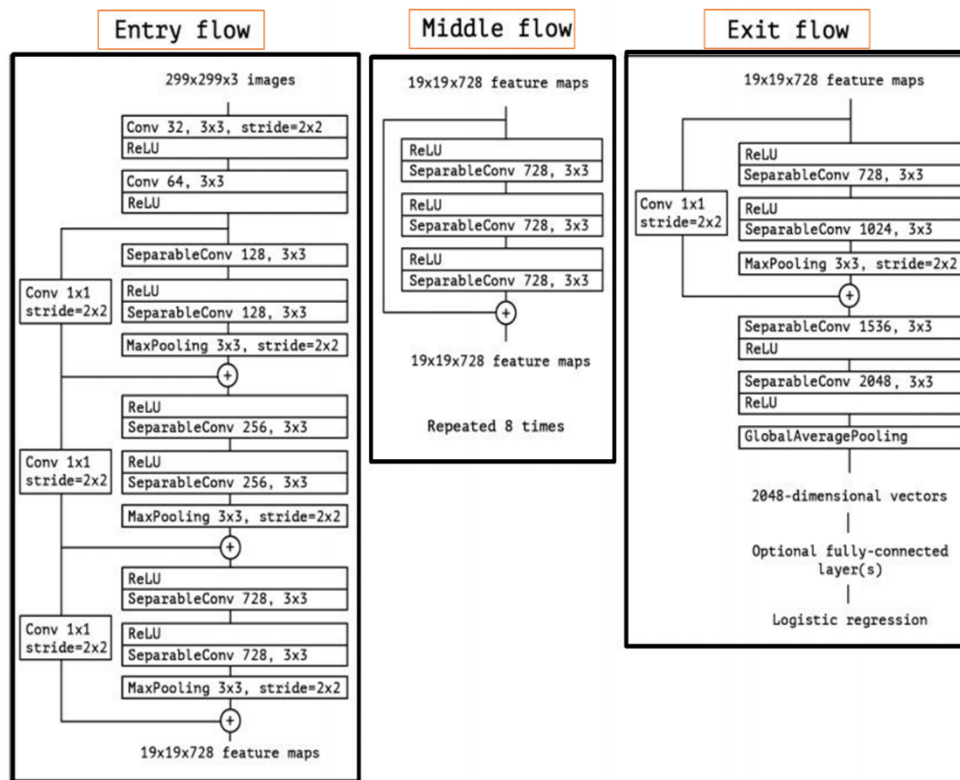 Entry flow
299x299x3 images
Conv 32, 3x3, stride=2x2
ReLU
Conv 64, 3x3
ReLU
SeparableConv 128, 3x3
Conv 1x1
stride=2x2
ReLU
SeparableConv 128, 3x3
MaxPooling 3x3, stride=2x2
+
ReLU
SeparableConv 256, 3x3
Conv 1x1
stride=2x2
ReLU
SeparableConv 256, 3x3
MaxPooling 3x3, stride=2x2
+
ReLU
SeparableConv 728, 3x3
Conv 1x1
stride=2x2
ReLU
SeparableConv 728, 3x3
MaxPooling 3x3, stride=2x2
+
19x19x728 feature maps
Middle flow
19x19x728 feature maps
ReLU
SeparableConv 728, 3x3
ReLU
SeparableConv 728, 3x3
ReLU
SeparableConv 728, 3x3
+
19x19x728 feature maps
Repeated 8 times
Exit flow
19x19x728 feature maps
ReLU
SeparableConv 728, 3x3
Conv 1x1
stride=2x2
ReLU
SeparableConv 1024, 3x3
MaxPooling 3x3, stride=2x2
+
SeparableConv 1536, 3x3
ReLU
SeparableConv 2048, 3x3
ReLU
GlobalAveragePooling
2048-dimensional vectors
Optional fully-connected
layer(s)
Logistic regression